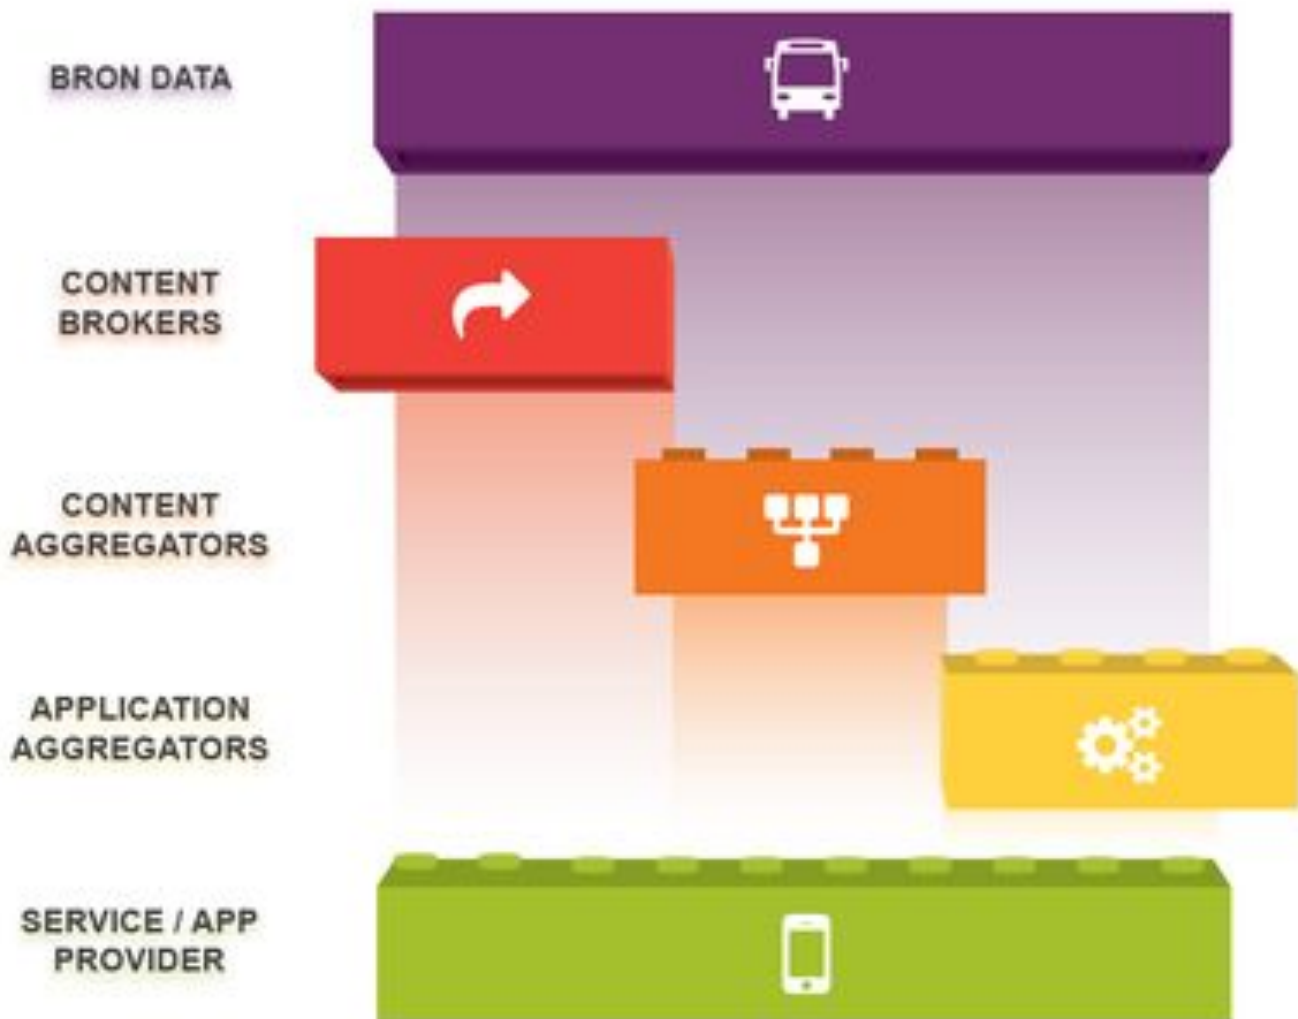 BRON DATA
CONTENT
BROKERS
CONTENT
AGGREGATORS
APPLICATION
AGGREGATORS
SERVICE / APP
PROVIDER